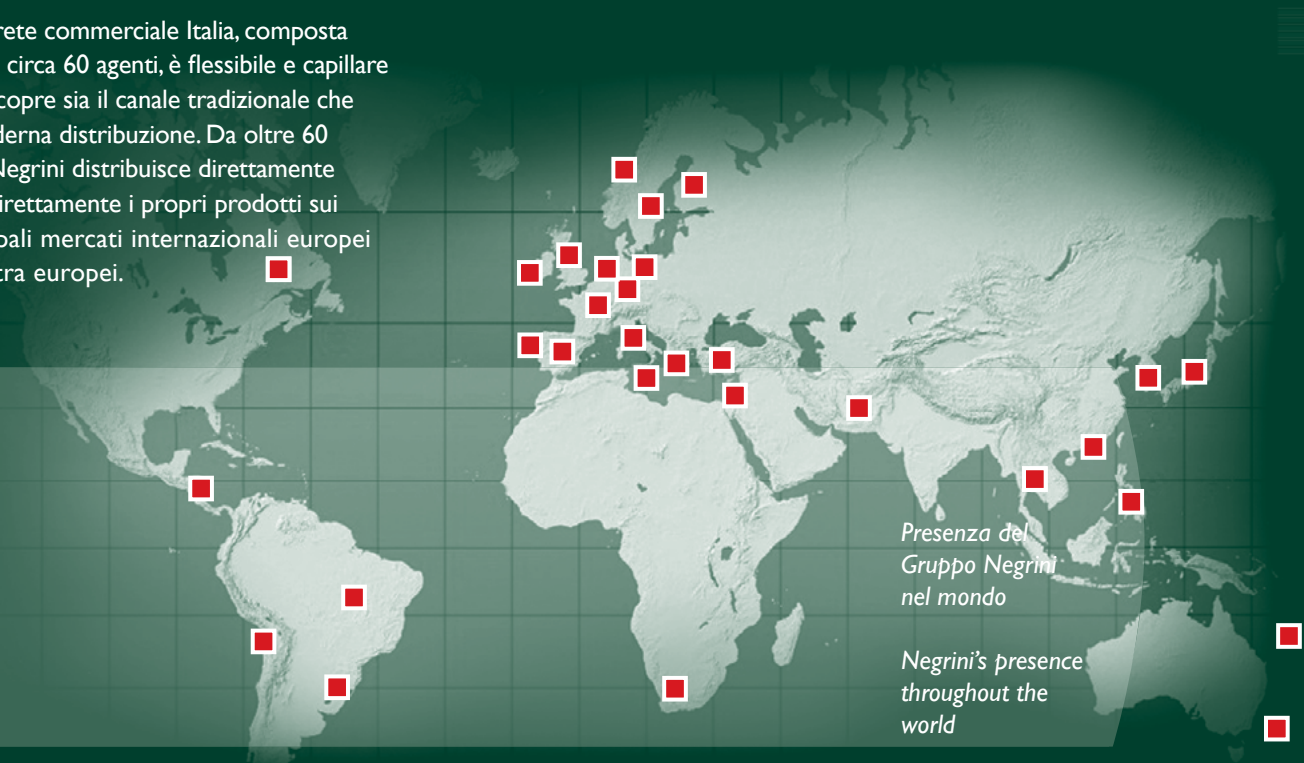 rete commerciale Italia, composta
circa 60 agenti, è flessibile e capillare
copre sia il canale tradizionale che
derna distribuzione. Da oltre 60
Negrini distribuisce direttamente
direttamente i propri prodotti sui
pali mercati internazionali europei
tra europei.
Presenza del
Gruppo Negrini
nel mondo
Negrini's presence
throughout the
world